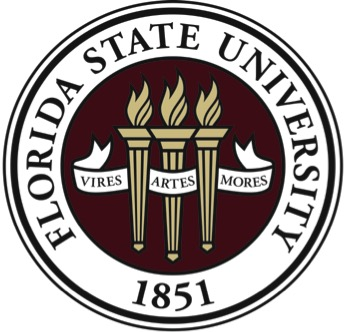 FLORIDA STATE UNIVERSITY
VIRES ARTES MORES
1851